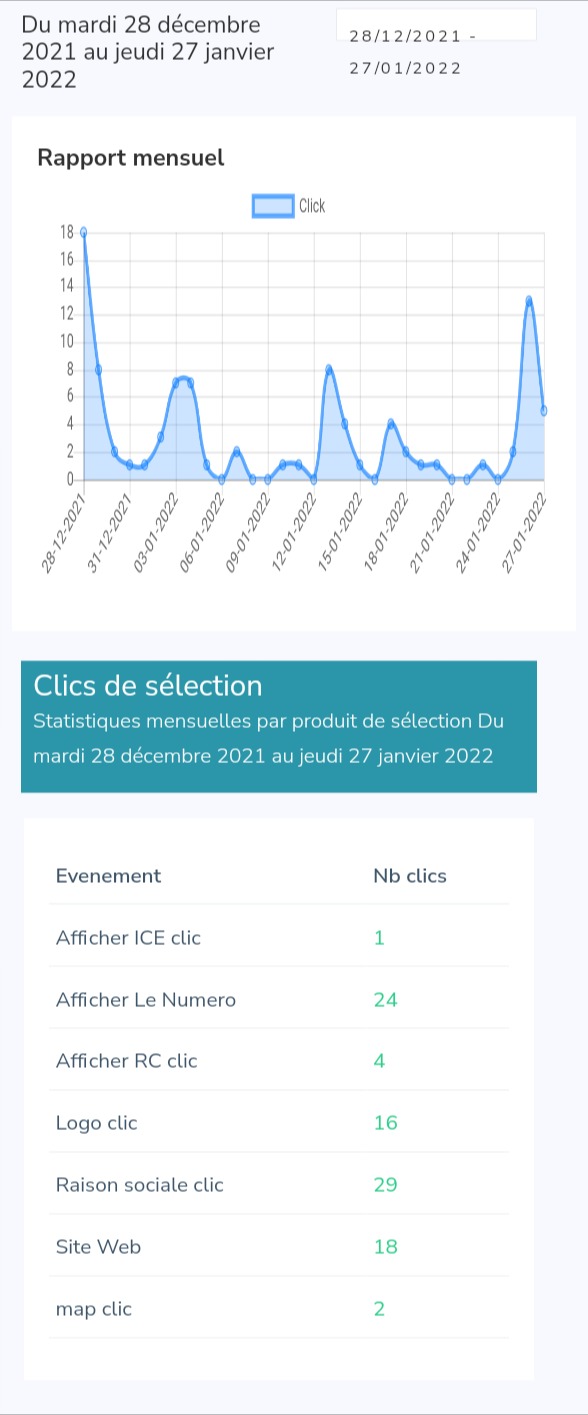 Du mardi 28 décembre
2021 au jeudi 27 janvier
2022
28/12/2021 -
27/01/2022
Rapport mensuel
Click
18
16
14
12
10
8
6
4
2
0
28-12-2021
31-12-2021
03-01-2022
06-01-2022
09-01-2022
12-01-2022
15-01-2022
18-01-2022
21-01-2022
24-01-2022
27-01-2022
Clics de sélection
Statistiques mensuelles par produit de sélection Du
mardi 28 décembre 2021 au jeudi 27 janvier 2022
Evenement Nb clics
Afficher ICE clic 1
Afficher Le Numero 24
Afficher RC clic 4
Logo clic 16
Raison sociale clic 29
Site Web 18
map clic 2